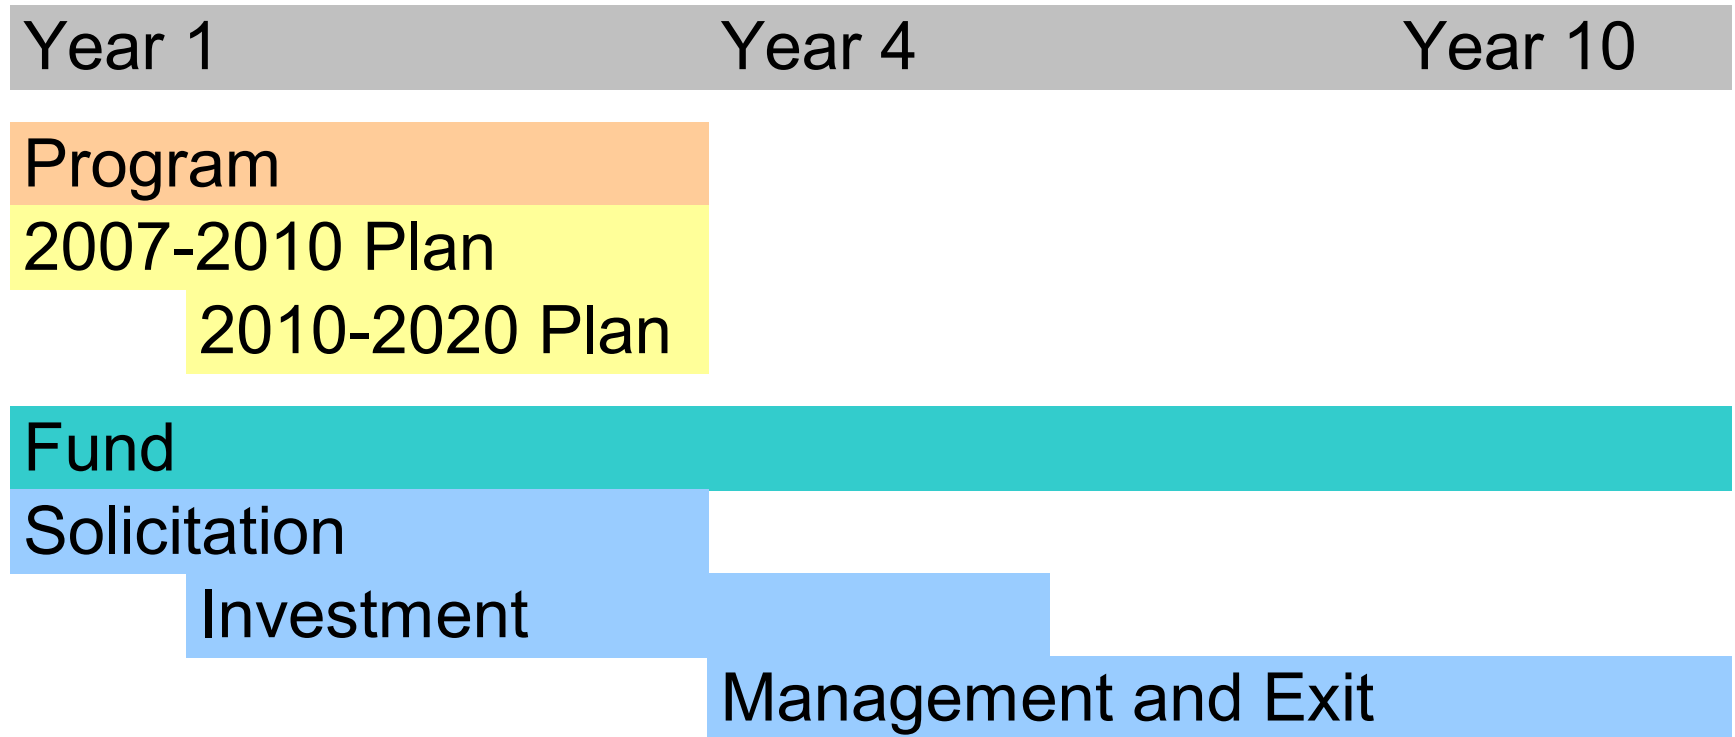 Year 1 Year 4 Year 10
Program
2007-2010 Plan
2010-2020 Plan
Fund
Solicitation
Investment
Management and Exit